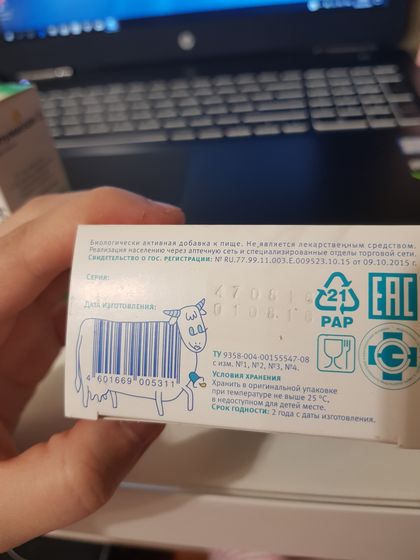 Биологически активная добавка к пище. Не является лекарственным средством.
Реализация населению через аптечную сеть и специализированные отделы торговой сети.
Свидетельство о гос. регистрации: № RU.77.99.11.003.Е.009523.10.15 от 09.10.2015 г.
Серия:
470816
Дата изготовления:
010816
21
PAP
ЕАС
4 601669 005311
ТУ 9358-004-00155547-08
с изм. №1, №2, №3, №4.
Условия хранения
Хранить в оригинальной упаковке
при температуре не выше 25 °С,
в недоступном для детей месте.
Срок годности: 2 года с даты изготовления.